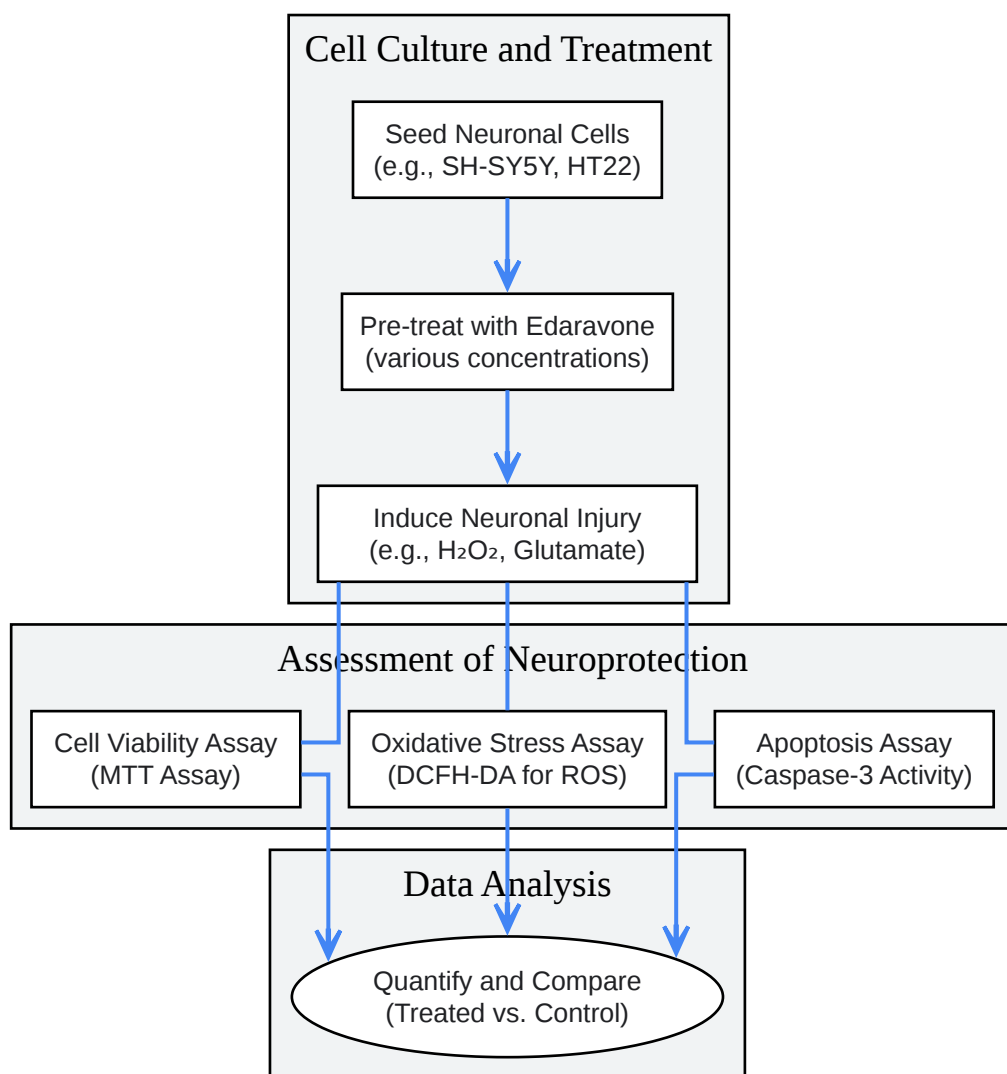 Cell Culture and Treatment
Seed Neuronal Cells
(e.g., SH-SY5Y, HT22)
Pre-treat with Edaravone
(various concentrations)
Induce Neuronal Injury
(e.g., H₂O₂, Glutamate)
Assessment of Neuroprotection
Cell Viability Assay
(MTT Assay)
Oxidative Stress Assay
(DCFH-DA for ROS)
Apoptosis Assay
(Caspase-3 Activity)
Data Analysis
Quantify and Compare
(Treated vs. Control)